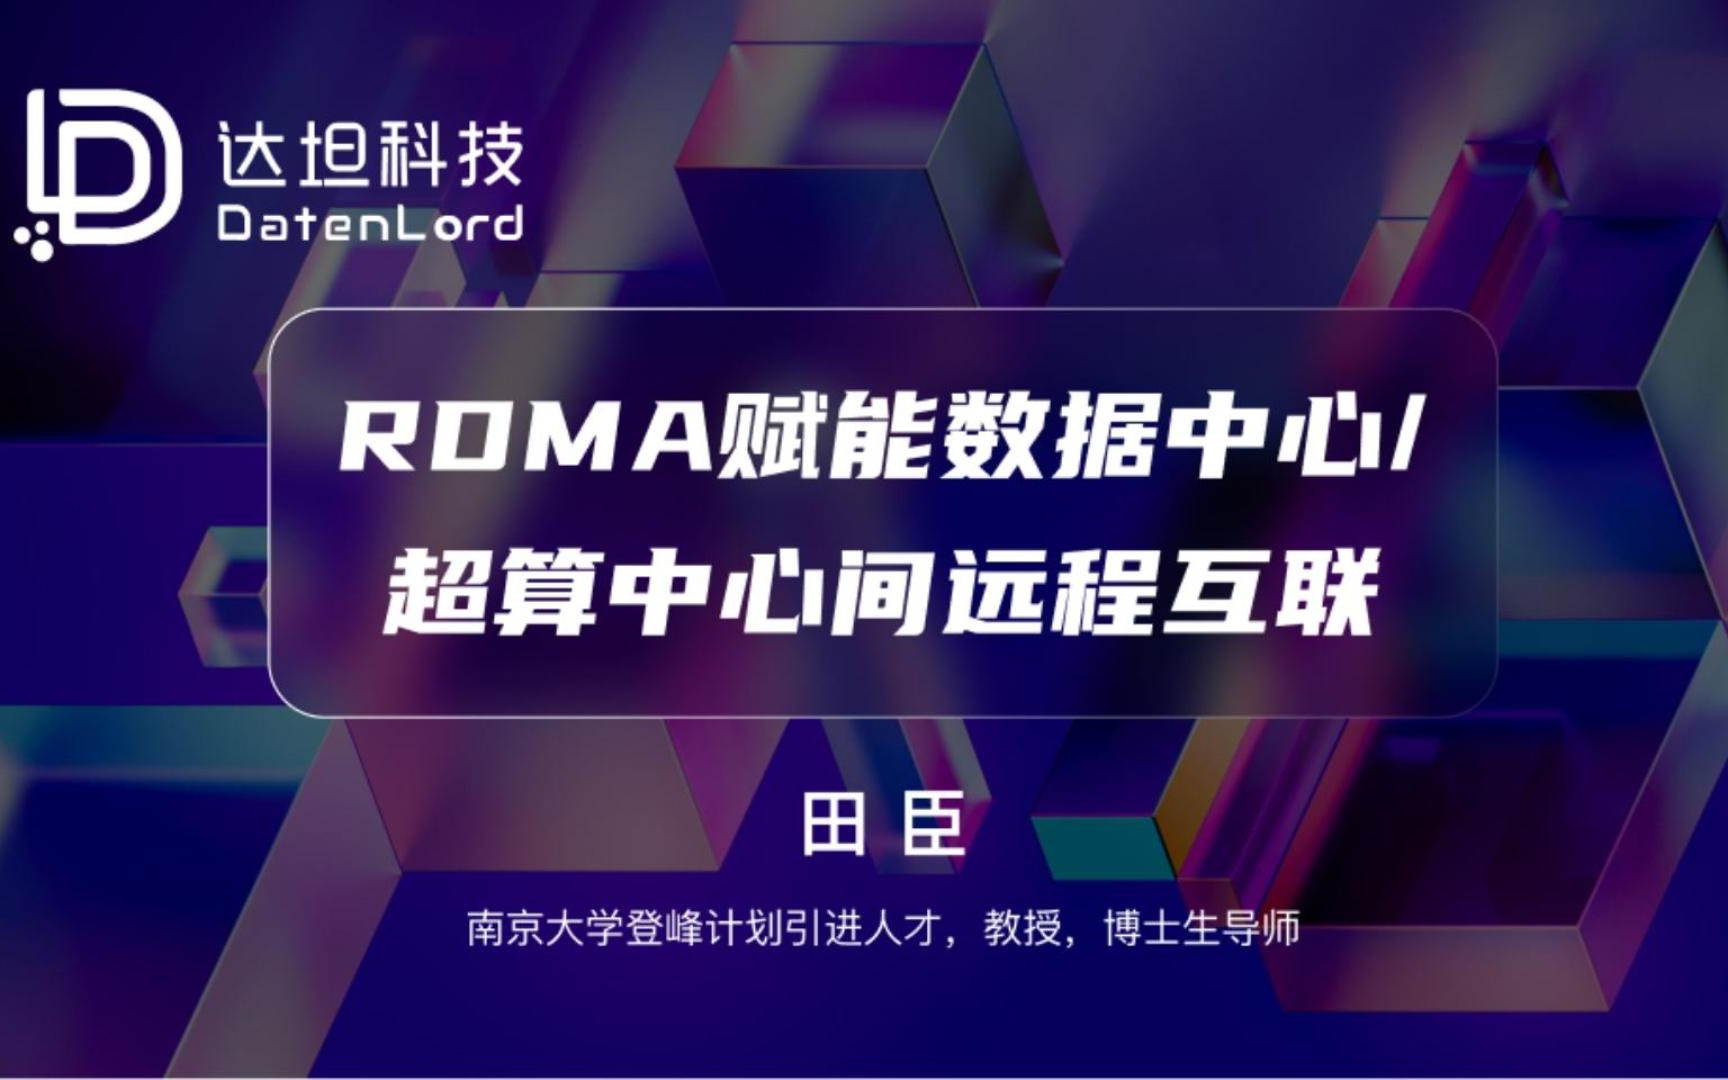 达坦科技
DatenLord
RDMA赋能数据中心/
超算中心间远程互联
田臣
南京大学登峰计划引进人才，教授，博士生导师